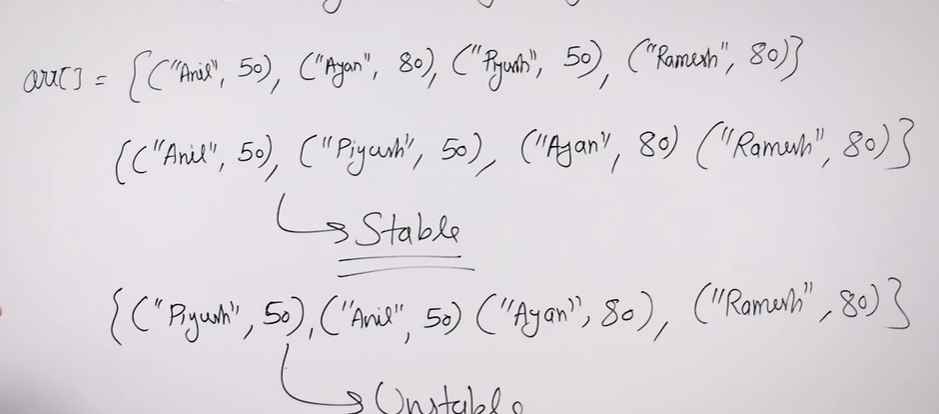 arr[] = {("Anil", 50), ("Ayan", 80), ("Piyush", 50), ("Ramesh", 80)}
{("Anil", 50), ("Piyush", 50), ("Ayan", 80) ("Ramesh", 80)}
Stable
{("Piyush", 50), ("Anil", 50) ("Ayan", 80), ("Ramesh", 80)}
Unstable